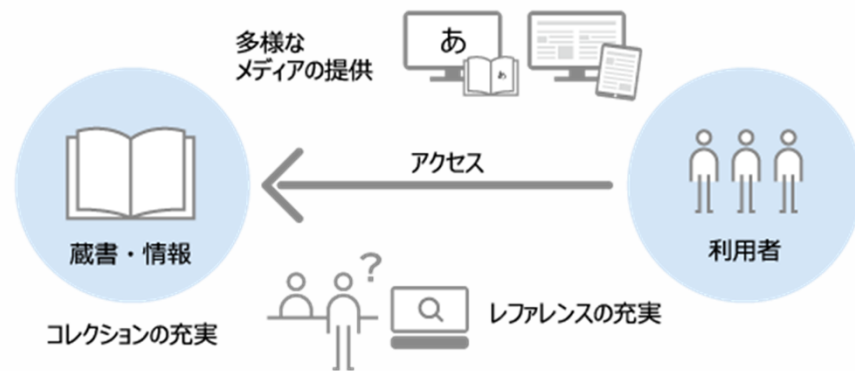 多様な
メディアの提供
あ
あ
アクセス
蔵書・情報
利用者
コレクションの充実
?
レファレンスの充実